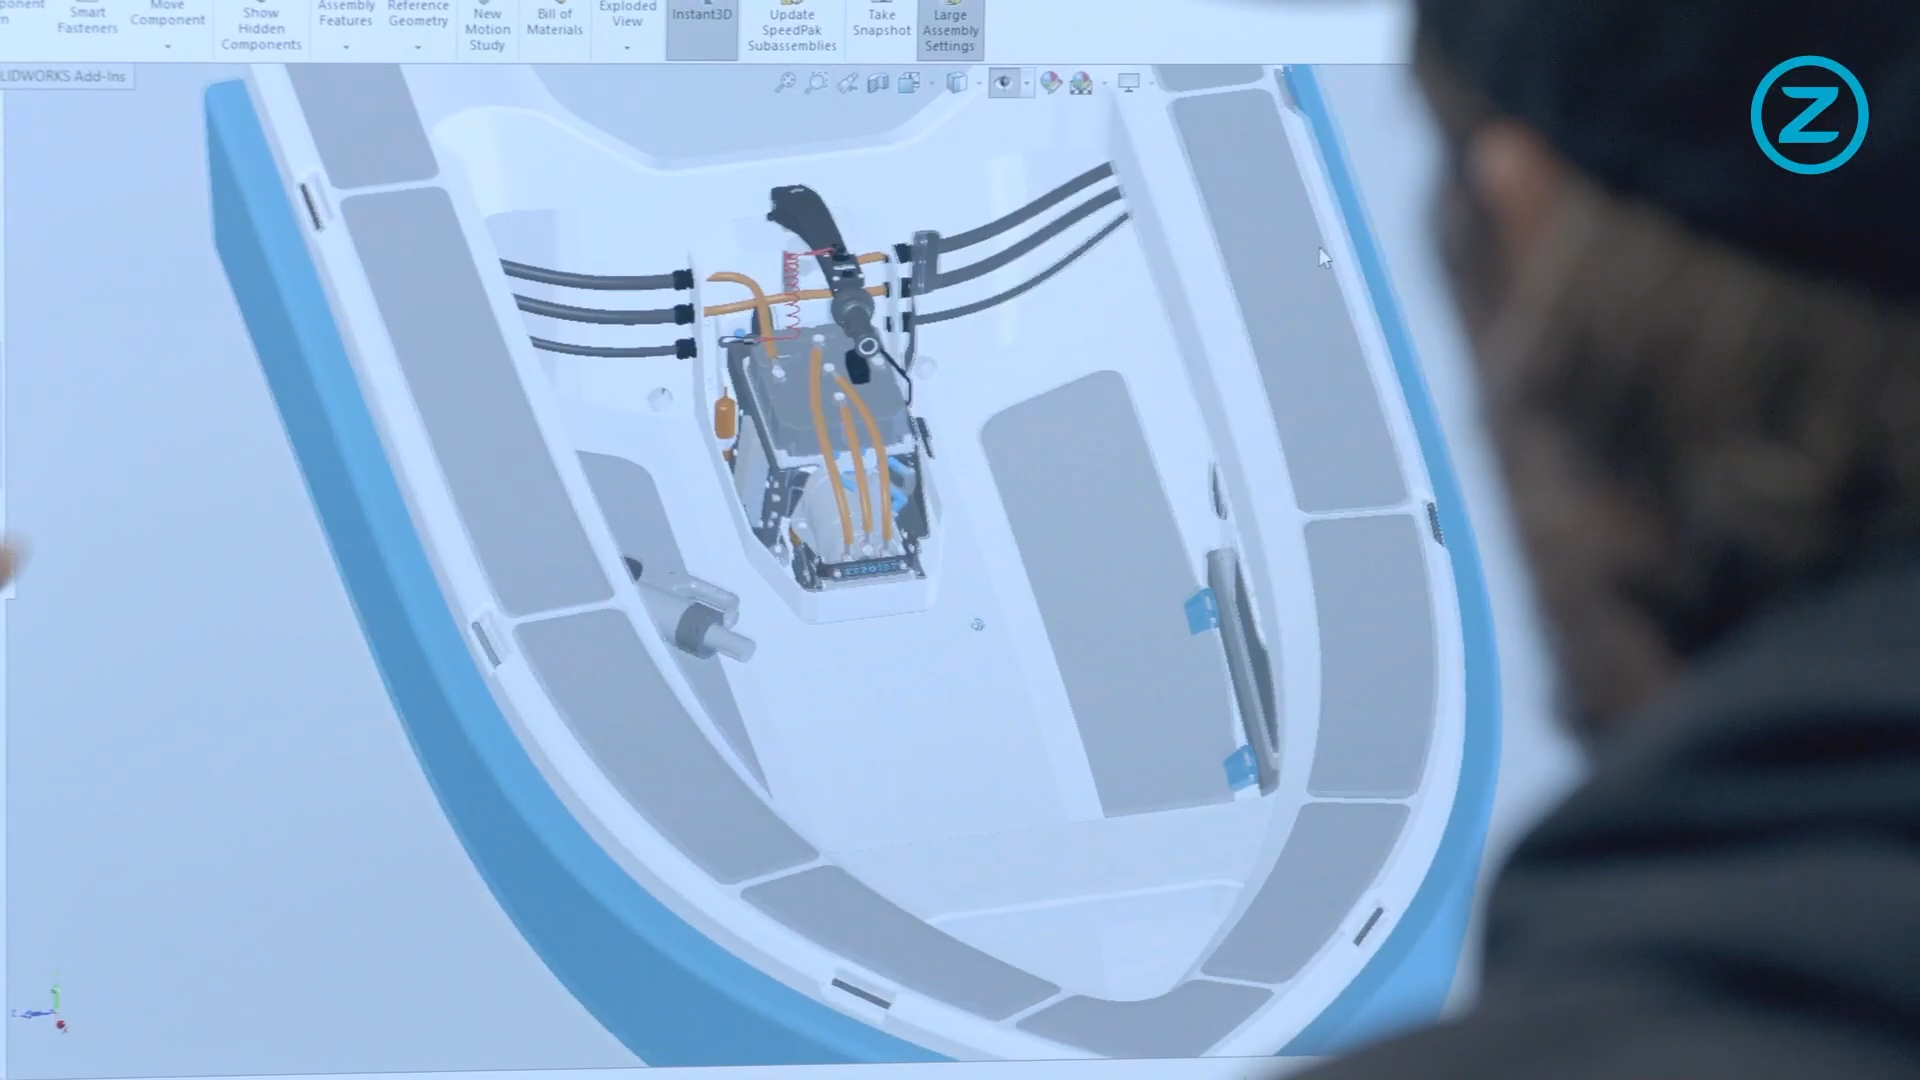 Smart
Fasteners
Move
Component
Show
Hidden
Components
Assembly
Features
Reference
Geometry
New
Motion
Study
Bill of
Materials
Exploded
View
Instant3D
Update
SpeedPak
Subassemblies
Take
Snapshot
Large
Assembly
Settings
LIDWORKS Add-Ins
Z